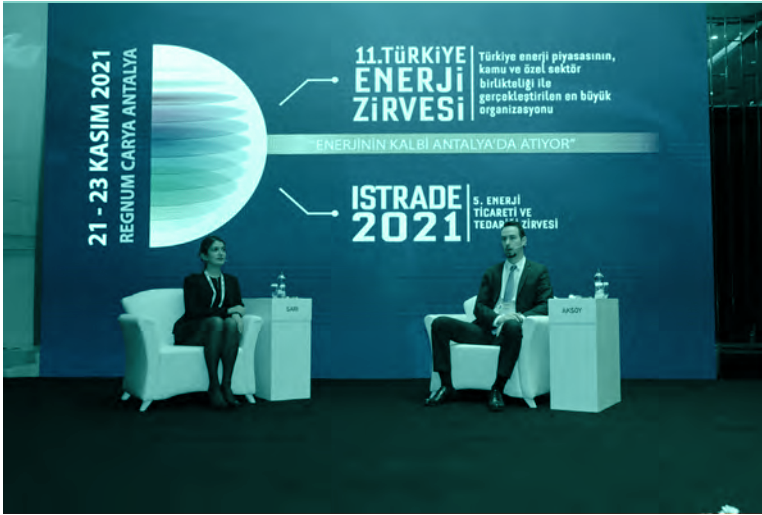 21 - 23 KASIM 2021
REGNUM CARYA ANTALYA
11.TÜRKİYE
ENERJİ
ZİRVESİ
Türkiye enerji piyasasının,
kamu ve özel sektör
birlikteliği ile
gerçekleştirilen en büyük
organizasyonu
"ENERJİNİN KALBİ ANTALYA'DA ATIYOR"
ISTRADE
2021
5. ENERJİ
TİCARETİ VE
ZİRVESİ
SARI
AKSOY